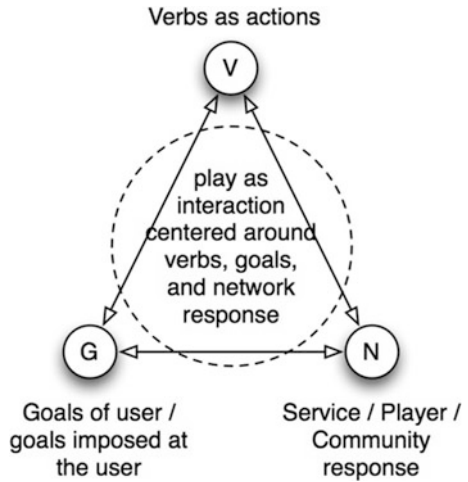 Verbs as actions
V
play as
interaction
centered around
verbs, goals,
and network
response
G
N
Goals of user /
goals imposed at
the user
Service / Player /
Community
response